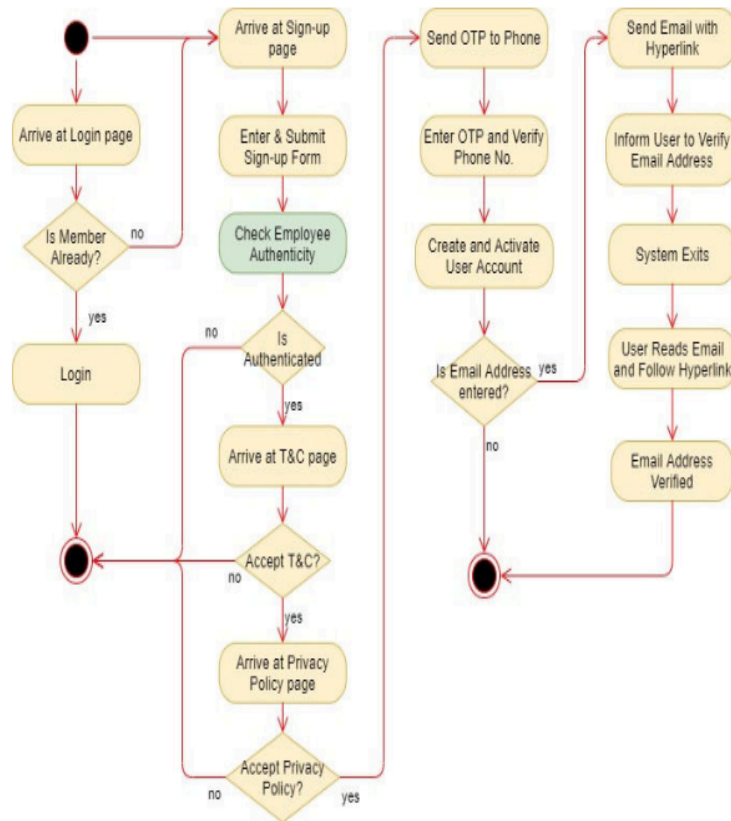 Arrive at Login page
Is Member
Already?
no
yes
Login
Arrive at Sign-up
page
Enter & Submit
Sign-up Form
Check Employee
Authenticity
no
Is
Authenticated
yes
Arrive at T&C page
Accept T&C?
no
yes
Arrive at Privacy
Policy page
Accept Privacy
Policy?
no
yes
Send OTP to Phone
Enter OTP and Verify
Phone No.
Create and Activate
User Account
Is Email Address
entered?
yes
no
Send Email with
Hyperlink
Inform User to Verify
Email Address
System Exits
User Reads Email
and Follow Hyperlink
Email Address
Verified